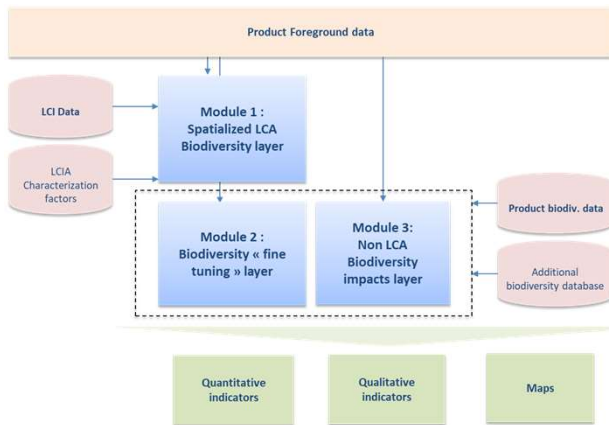 Product Foreground data
LCI Data
Module 1 :
Spatialized LCA
Biodiversity layer
LCIA
Characterization
factors
Module 2 :
Biodiversity « fine
tuning » layer
Module 3:
Non LCA
Biodiversity
impacts layer
Product biodiv. data
Additional
biodiversity database
Quantitative
indicators
Qualitative
indicators
Maps